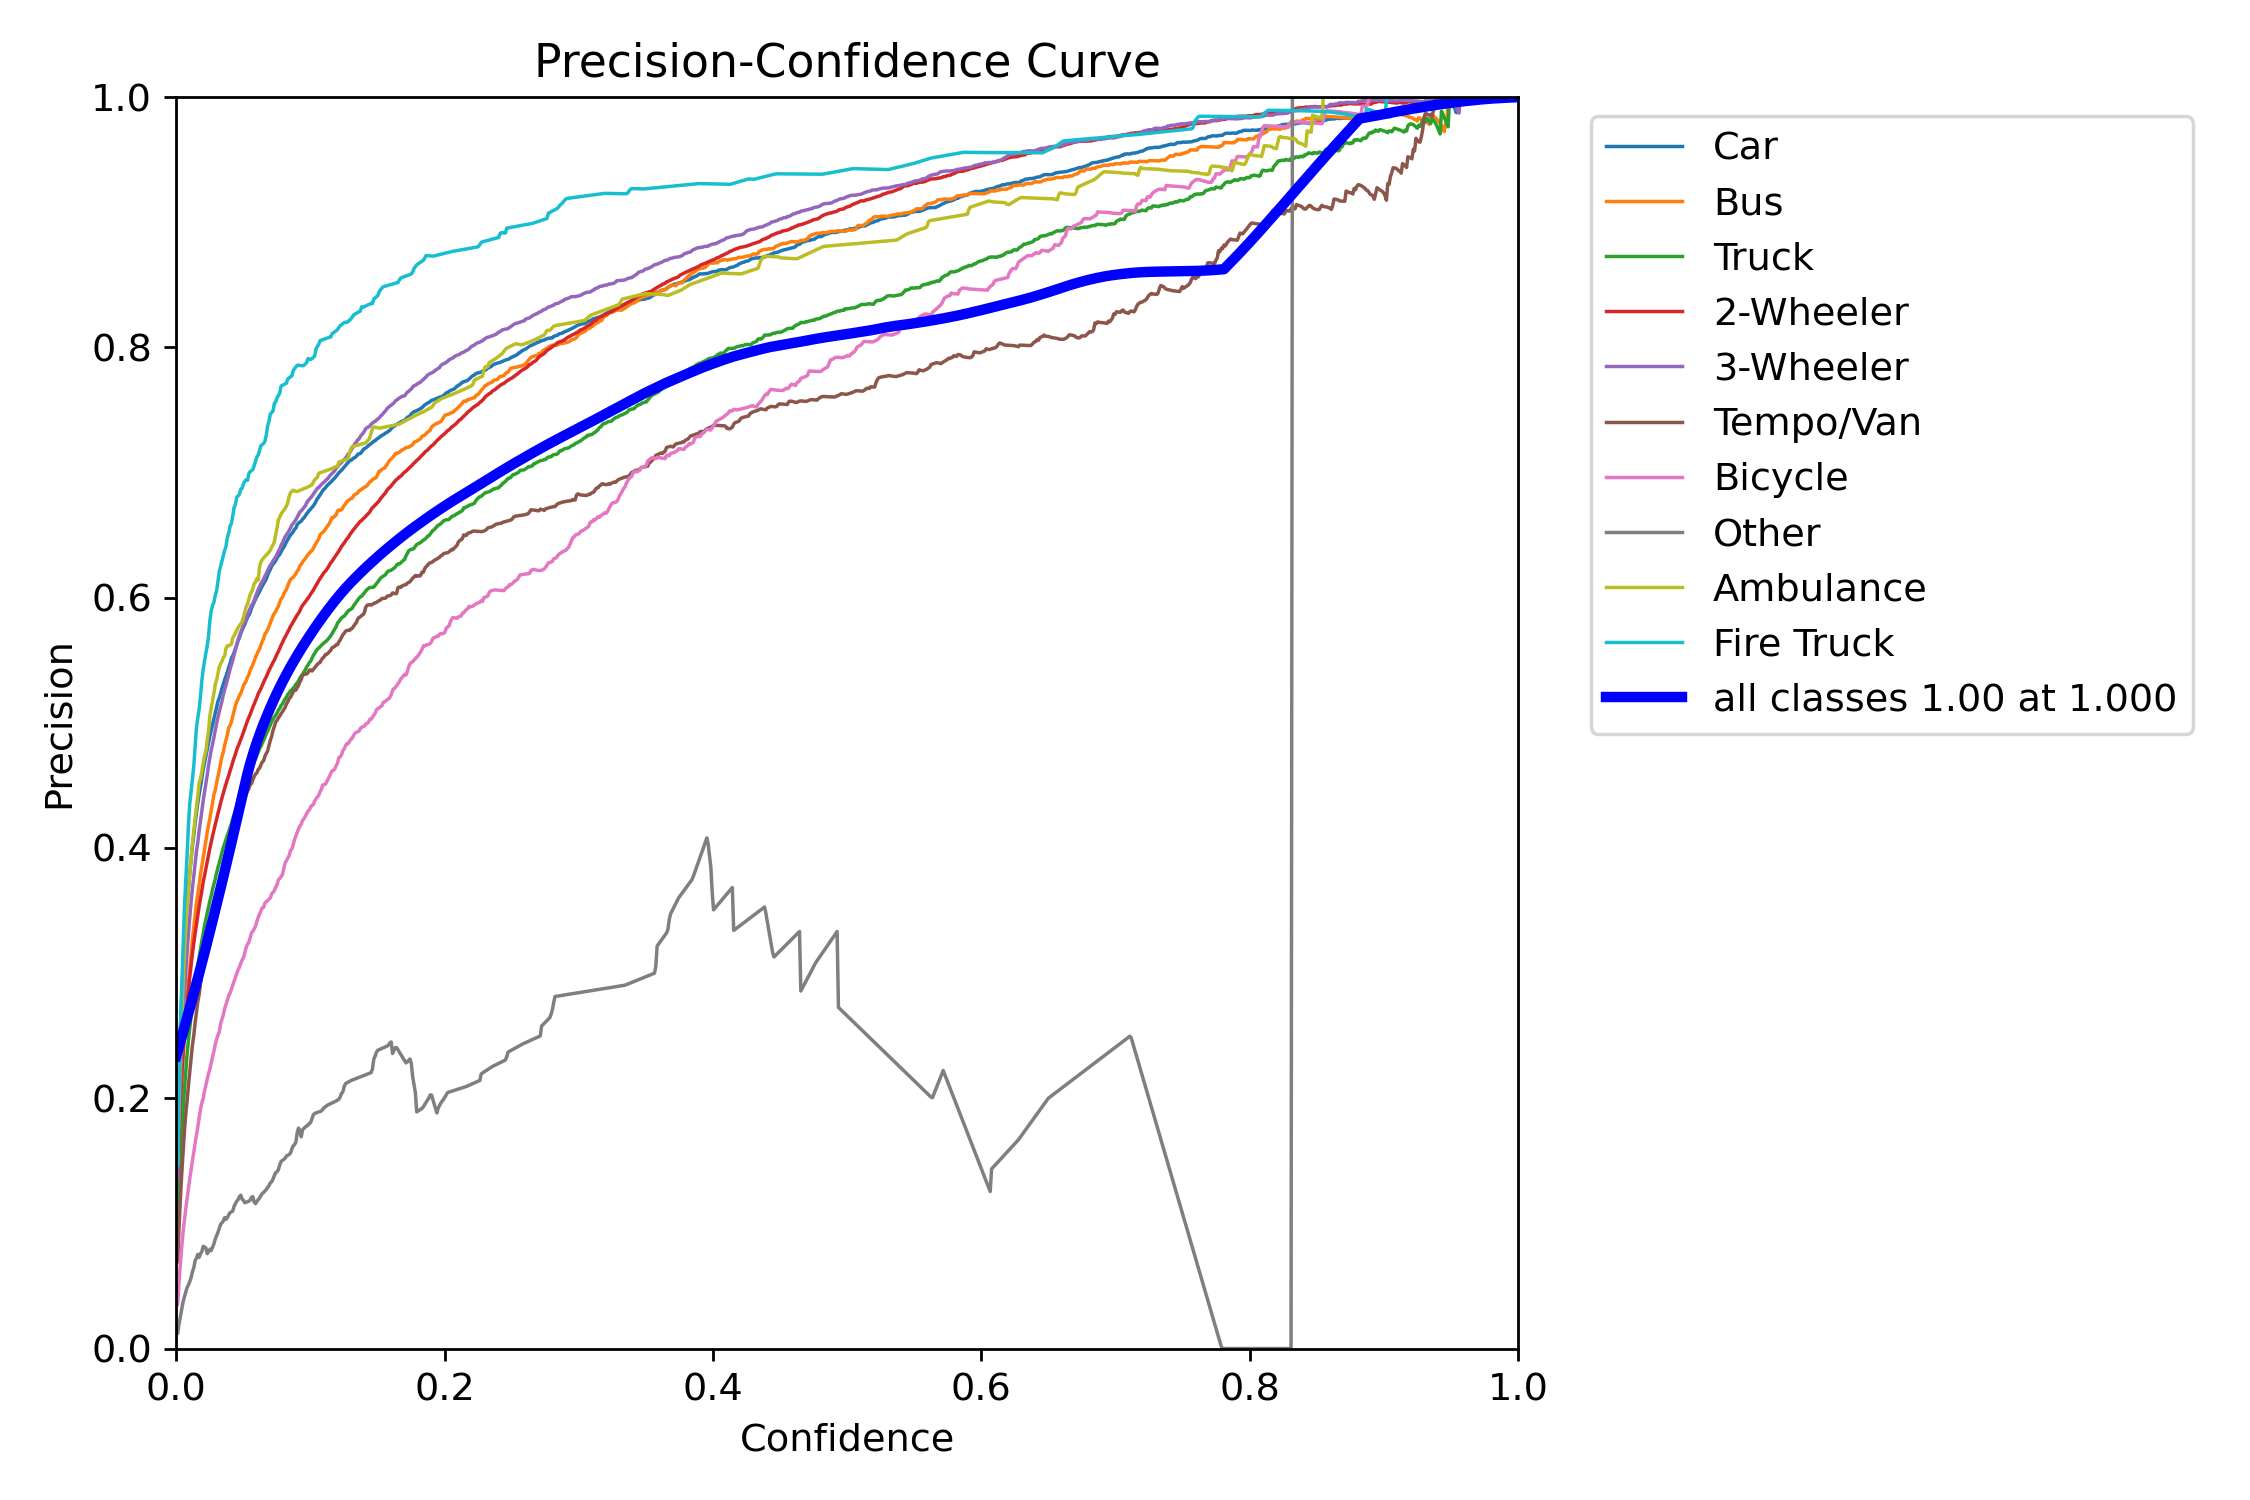 Precision-Confidence Curve
1.0
0.8
0.6
0.4
0.2
0.0
Precision
0.0 0.2 0.4 0.6 0.8 1.0
Confidence
Car
Bus
Truck
2-Wheeler
3-Wheeler
Tempo/Van
Bicycle
Other
Ambulance
Fire Truck
all classes 1.00 at 1.000